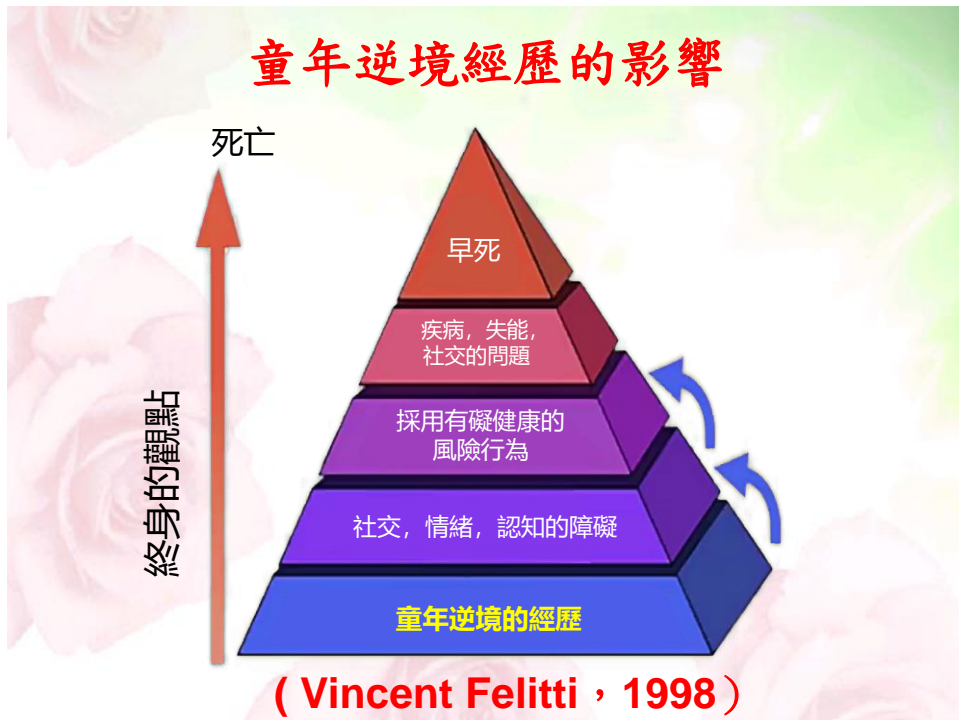 童年逆境經歷的影響
死亡
早死
疾病，失能，
社交的問題
採用有礙健康的
風險行為
社交，情緒，認知的障礙
童年逆境的經歷
終身的觀點
( Vincent Felitti，1998）